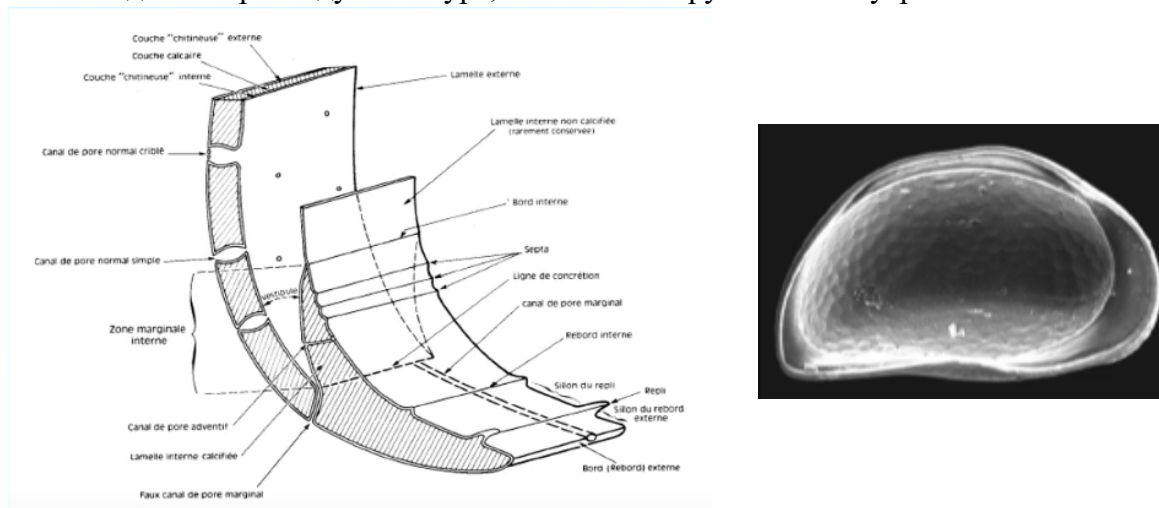 Couche "chitineuse" externe
Couche calcaire
Couche "chitineuse" interne
Lamelle externe
Lamelle interne non calcifiée
(rarement conservée)
Canal de pore normal criblé
Bord interne
Septa
Canal de pore normal simple
Ligne de concrétion
vestibule
canal de pore marginal
Zone marginale
interne
Rebord interne
Sillon du repli
Repli
Sillon du rebord
externe
Canal de pore adventif
Lamelle interne calcifiée
Bord (Rebord) externe
Faux canal de pore marginal